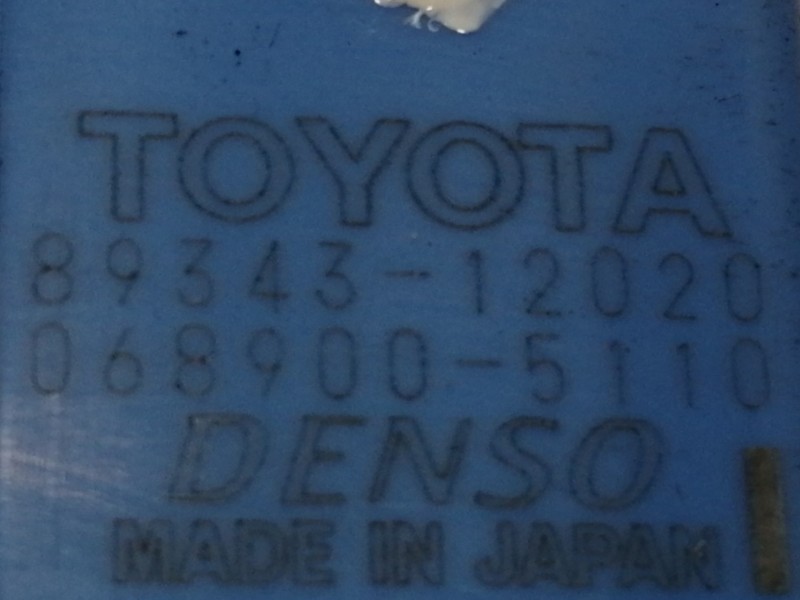 TOYOTA
89343-12020
068900-5110
DENSO
MADE IN JAPAN